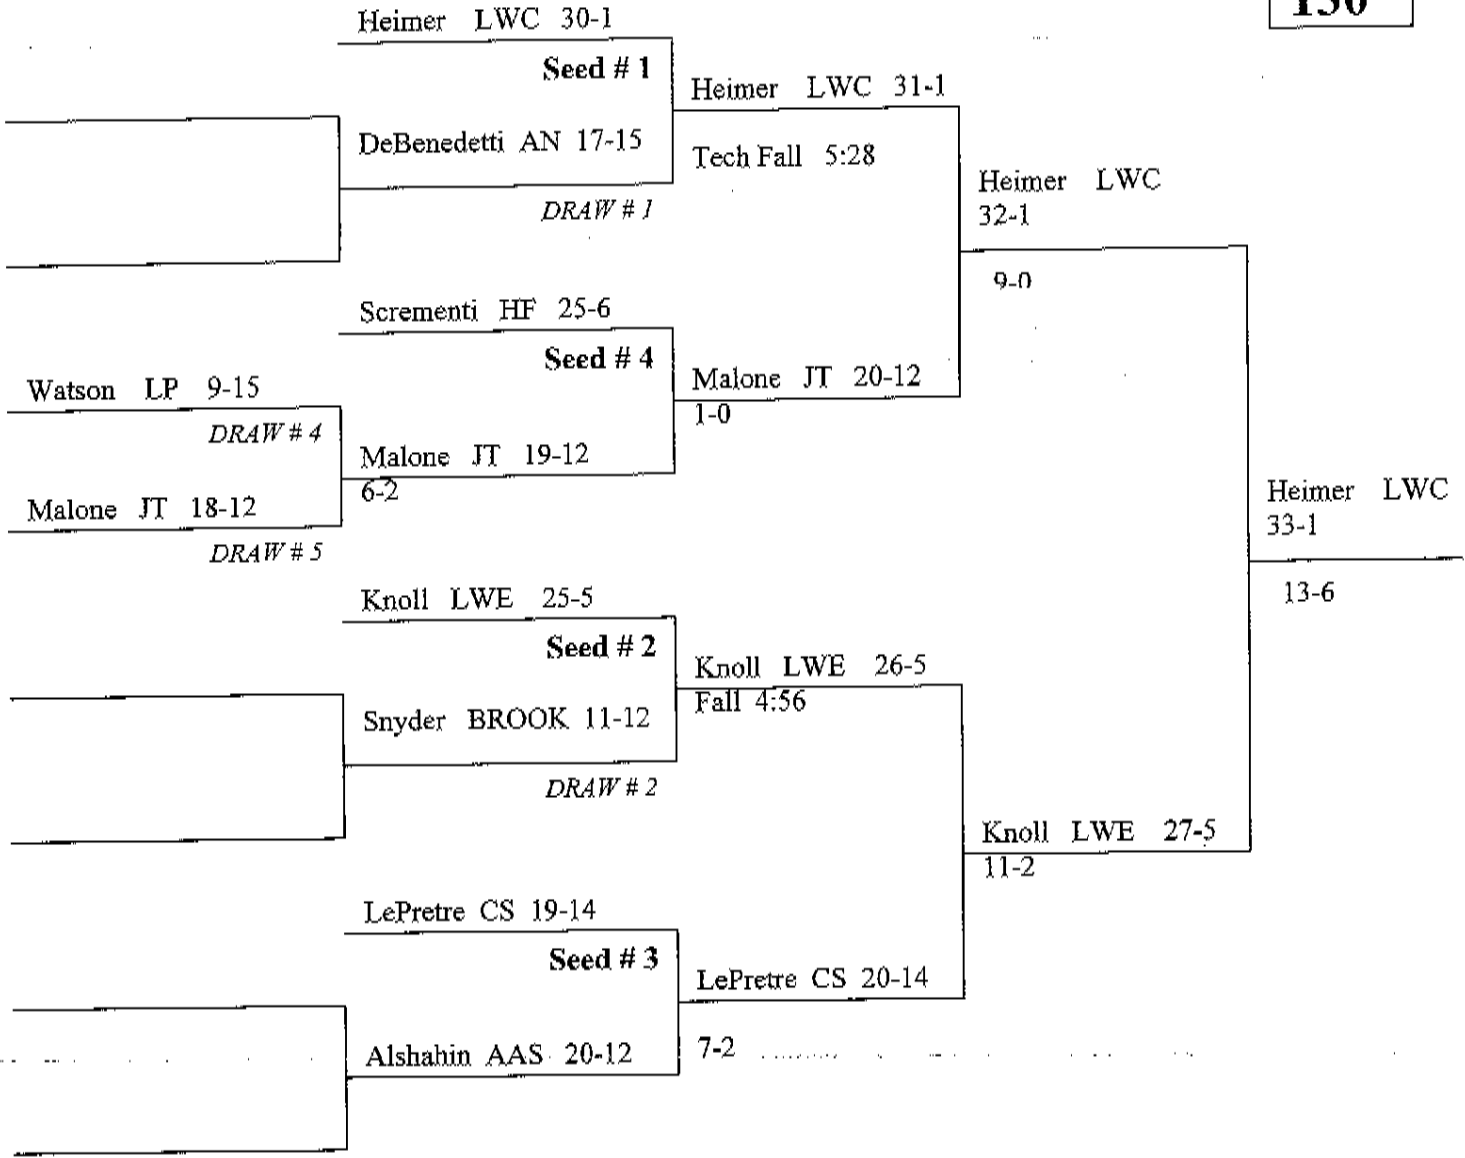 Heimer LWC 30-1
Seed # 1
DeBenedetti AN 17-15
DRAW # 1
Heimer LWC 31-1
Tech Fall 5:28
Heimer LWC
32-1
9-0
Scrementi HF 25-6
Seed # 4
Watson LP 9-15
DRAW # 4
Malone JT 18-12
DRAW # 5
Malone JT 19-12
6-2
Malone JT 20-12
1-0
Heimer LWC
33-1
13-6
Knoll LWE 25-5
Seed # 2
Snyder BROOK 11-12
DRAW # 2
Knoll LWE 26-5
Fall 4:56
Knoll LWE 27-5
11-2
LePretre CS 19-14
Seed # 3
Alshahin AAS 20-12
LePretre CS 20-14
7-2